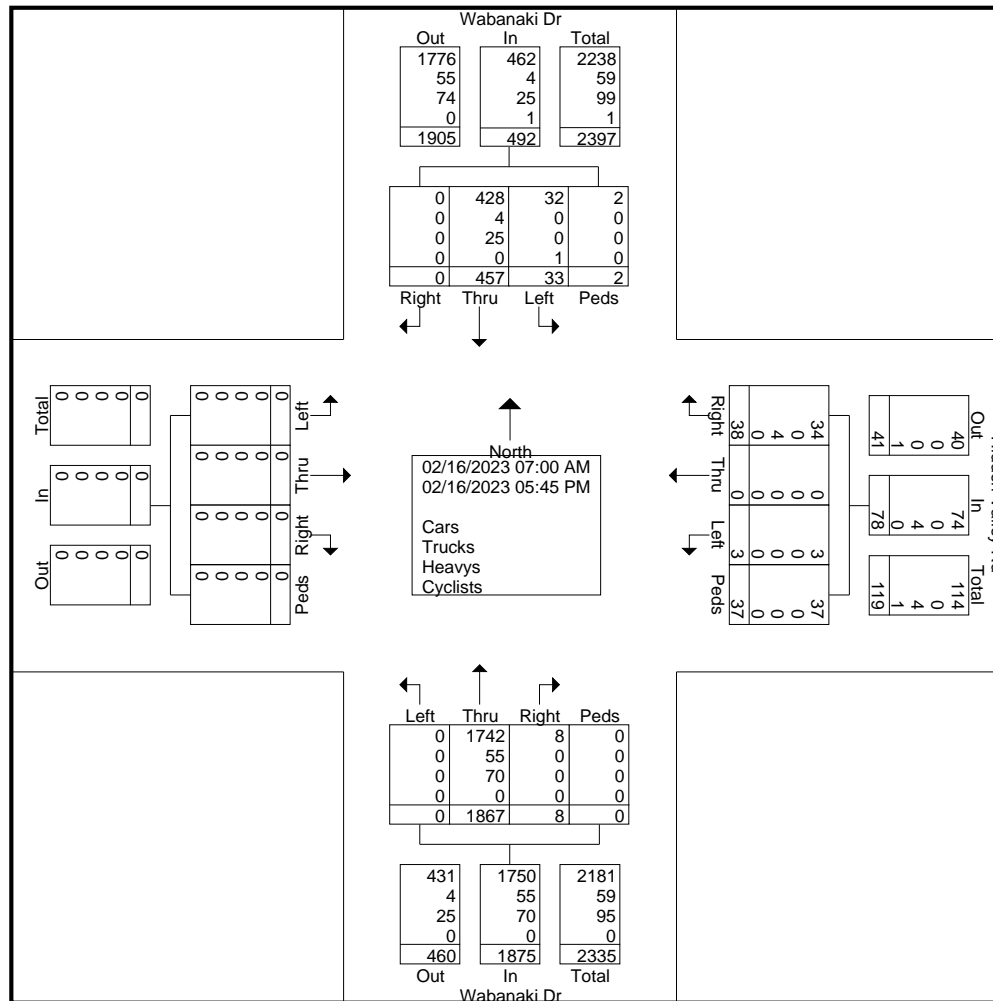 Wabanaki Dr
Out In Total
1776 462 2238
55 4 59
74 25 99
0 1 1
1905 492 2397
0 428 32 2
0 4 0 0
0 25 0 0
0 0 1 0
0 457 33 2
Right Thru Left Peds
Total In Out
0 0 0
0 0 0
0 0 0
0 0 0
0 0 0
0 0 0 0
0 0 0 0
0 0 0 0
0 0 0 0
0 0 0 0
Left Thru Right Peds
North
02/16/2023 07:00 AM
02/16/2023 05:45 PM
Cars
Trucks
Heavys
Cyclists
Out In Total
40 74 114
0 0 0
0 4 4
1 0 1
41 78 119
34 0 3 37
0 0 0 0
4 0 0 0
0 0 0 0
38 0 3 37
Right Thru Left Peds
Left Thru Right Peds
0 1742 8 0
0 55 0 0
0 70 0 0
0 0 0 0
0 1867 8 0
431 1750 2181
4 55 59
25 70 95
0 0 0
460 1875 2335
Out In Total
Wabanaki Dr